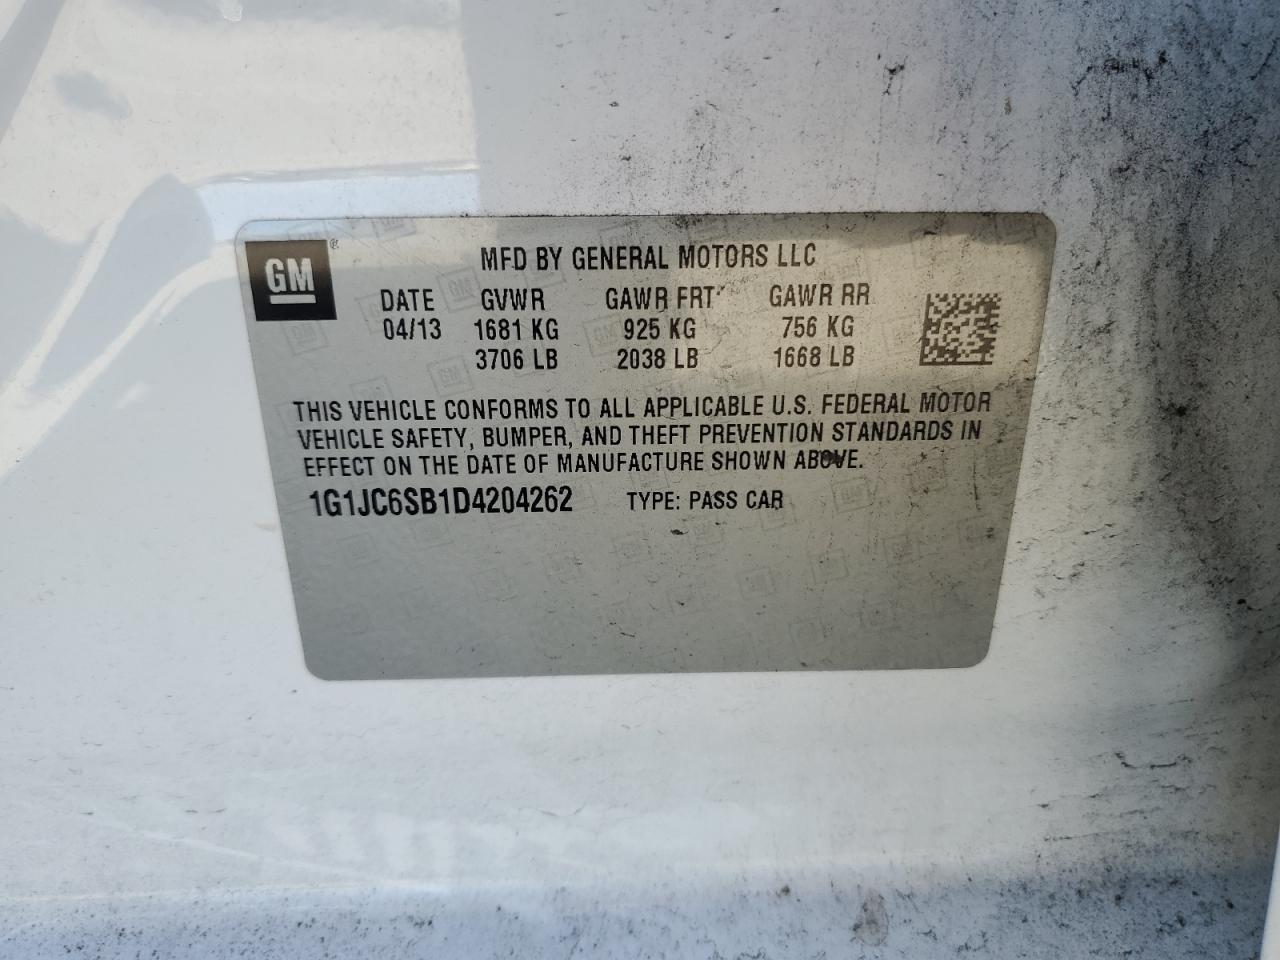 GM®
MFD BY GENERAL MOTORS LLC
DATE GVWR GAWR FRT GAWR RR
04/13 1681 KG 925 KG 756 KG
3706 LB 2038 LB 1668 LB
THIS VEHICLE CONFORMS TO ALL APPLICABLE U.S. FEDERAL MOTOR
VEHICLE SAFETY, BUMPER, AND THEFT PREVENTION STANDARDS IN
EFFECT ON THE DATE OF MANUFACTURE SHOWN ABOVE.
1G1JC6SB1D4204262 TYPE: PASS CAR